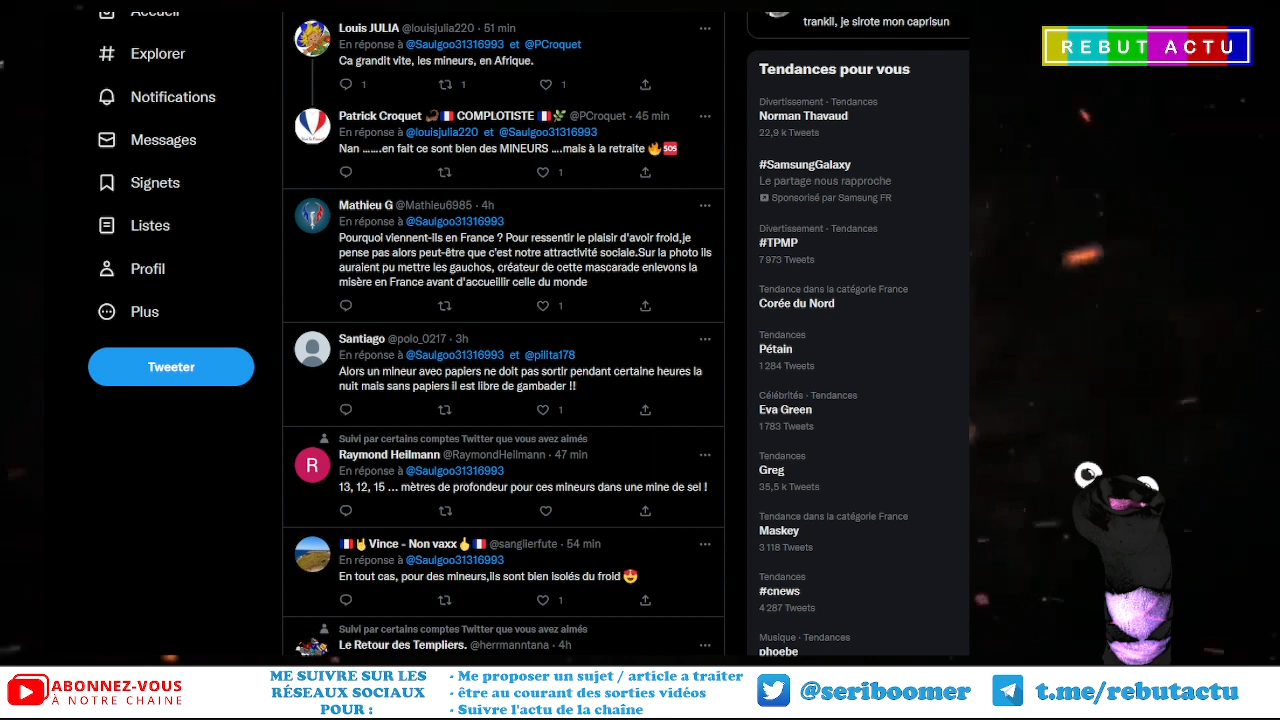 Accueil
Explorer
Notifications
Messages
Signets
Listes
Profil
Plus
Tweeter
Louis JULIA @louisjulia220 · 51 min
En réponse à @Saulgoo31316993 et @PCroquet
Ca grandit vite, les mineurs, en Afrique.
1 1 1
Patrick Croquet 🦂🇫🇷 COMPLOTISTE 🇫🇷🌿 @PCroquet · 45 min
En réponse à @louisjulia220 et @Saulgoo31316993
Nan .......en fait ce sont bien des MINEURS ....mais à la retraite 🔥🆘
1
Mathieu G @Mathieu6985 · 4h
En réponse à @Saulgoo31316993
Pourquoi viennent-ils en France ? Pour ressentir le plaisir d'avoir froid,je
pense pas alors peut-être que c'est notre attractivité sociale.Sur la photo ils
auraient pu mettre les gauchos, créateur de cette mascarade enlevons la
misère en France avant d'accueillir celle du monde
1
Santiago @polo_0217 · 3h
En réponse à @Saulgoo31316993 et @pilita178
Alors un mineur avec papiers ne doit pas sortir pendant certaine heures la
nuit mais sans papiers il est libre de gambader !!
1
Suivi par certains comptes Twitter que vous avez aimés
Raymond Heilmann @RaymondHeilmann · 47 min
En réponse à @Saulgoo31316993
13, 12, 15 ... mètres de profondeur pour ces mineurs dans une mine de sel !
🇫🇷🤘Vince - Non vaxx🖕🇫🇷 @sanglierfute · 54 min
En réponse à @Saulgoo31316993
En tout cas, pour des mineurs,ils sont bien isolés du froid 😍
1
Suivi par certains comptes Twitter que vous avez aimés
Le Retour des Templiers. @herrmanntana · 4h
trankil, je sirote mon caprisun
Tendances pour vous
Divertissement · Tendances
Norman Thavaud
22,9 k Tweets
#SamsungGalaxy
Le partage nous rapproche
Sponsorisé par Samsung FR
Divertissement · Tendances
#TPMP
7 973 Tweets
Tendance dans la catégorie France
Corée du Nord
Tendances
Pétain
1 284 Tweets
Célébrités · Tendances
Eva Green
1 783 Tweets
Tendances
Greg
35,5 k Tweets
Tendance dans la catégorie France
Maskey
3 118 Tweets
Tendances
#cnews
4 287 Tweets
Musique · Tendances
phoebe
REBUT ACTU
ABONNEZ-VOUS
À NOTRE CHAINE
ME SUIVRE SUR LES
RÉSEAUX SOCIAUX
POUR :
- Me proposer un sujet / article a traiter
- être au courant des sorties vidéos
- Suivre l'actu de la chaîne
@seriboomer
t.me/rebutactu